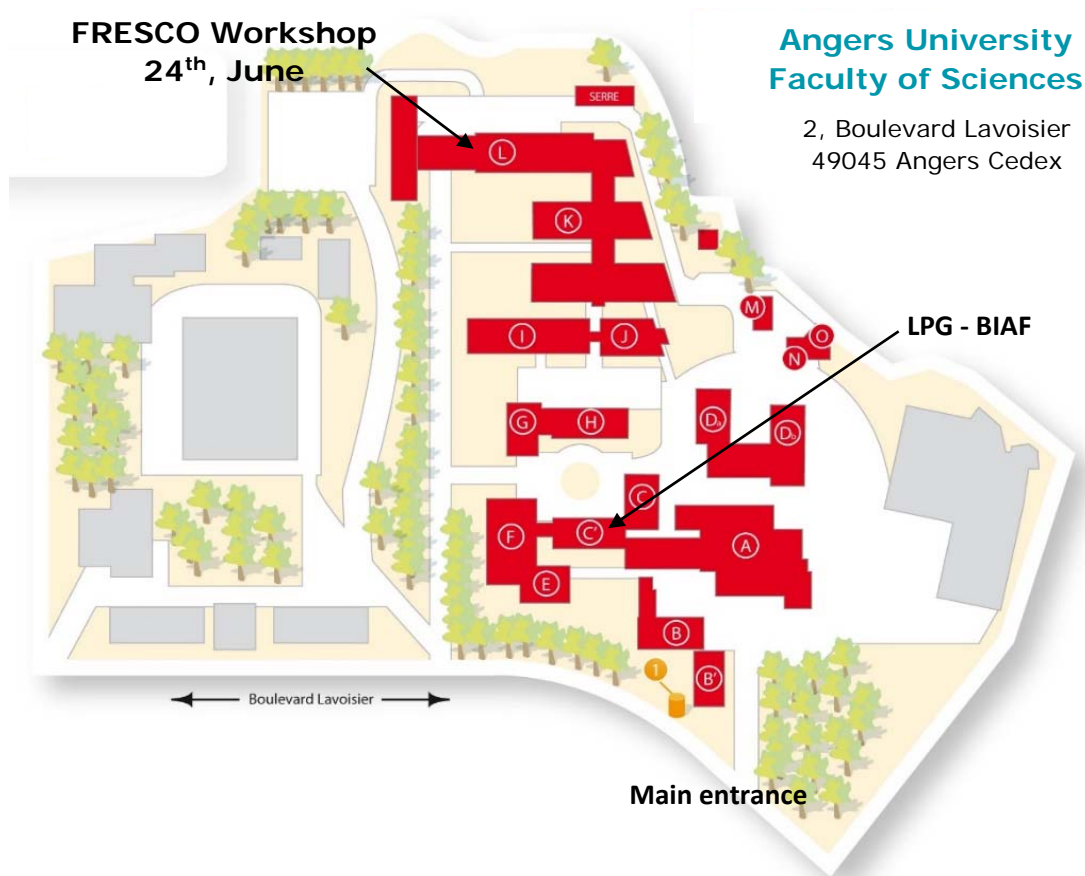 FRESCO Workshop
24th, June
Angers University
Faculty of Sciences
2, Boulevard Lavoisier
49045 Angers Cedex
SERRE
L
K
M
O
N
LPG - BIAF
I
J
G
H
Da
Db
C
F
C'
A
E
B
1
B'
Boulevard Lavoisier
Main entrance